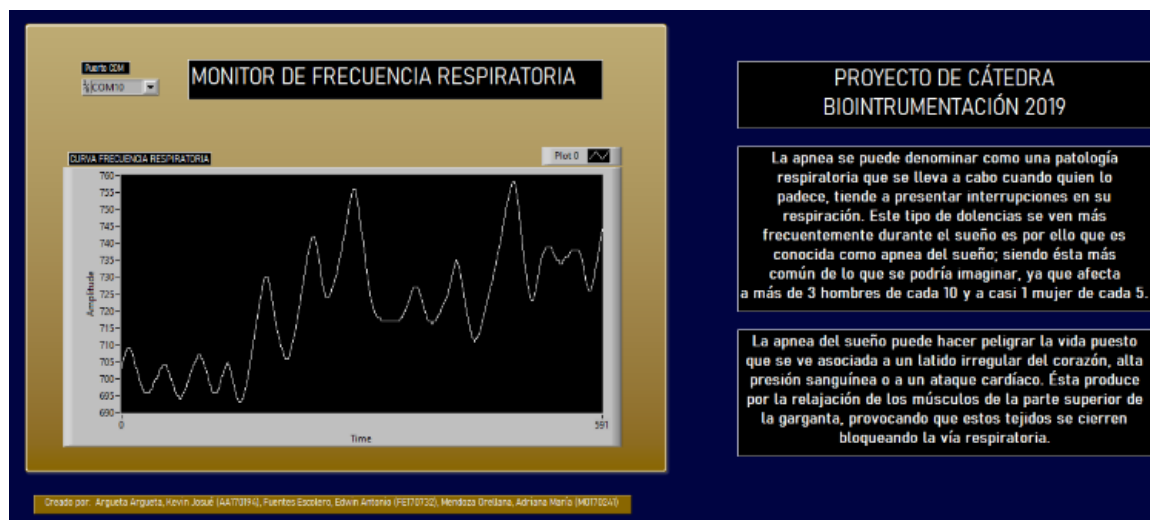 Puerto COM
COM10
MONITOR DE FRECUENCIA RESPIRATORIA
CURVA FRECUENCIA RESPIRATORIA
Plot 0
760
755
750
745
740
735
730
725
720
715
710
705
700
695
690
Amplitude
0
591
Time
Creado por: Argueta Argueta, Kevin Josué (AA170194), Fuentes Escolero, Edwin Antonio (FE170732), Mendoza Orellana, Adriana María (MO170241)
PROYECTO DE CÁTEDRA
BIOINTRUMENTACIÓN 2019
La apnea se puede denominar como una patología
respiratoria que se lleva a cabo cuando quien lo
padece, tiende a presentar interrupciones en su
respiración. Este tipo de dolencias se ven más
frecuentemente durante el sueño es por ello que es
conocida como apnea del sueño; siendo ésta más
común de lo que se podría imaginar, ya que afecta
a más de 3 hombres de cada 10 y a casi 1 mujer de cada 5.
La apnea del sueño puede hacer peligrar la vida puesto
que se ve asociada a un latido irregular del corazón, alta
presión sanguínea o a un ataque cardíaco. Ésta produce
por la relajación de los músculos de la parte superior de
la garganta, provocando que estos tejidos se cierren
bloqueando la vía respiratoria.